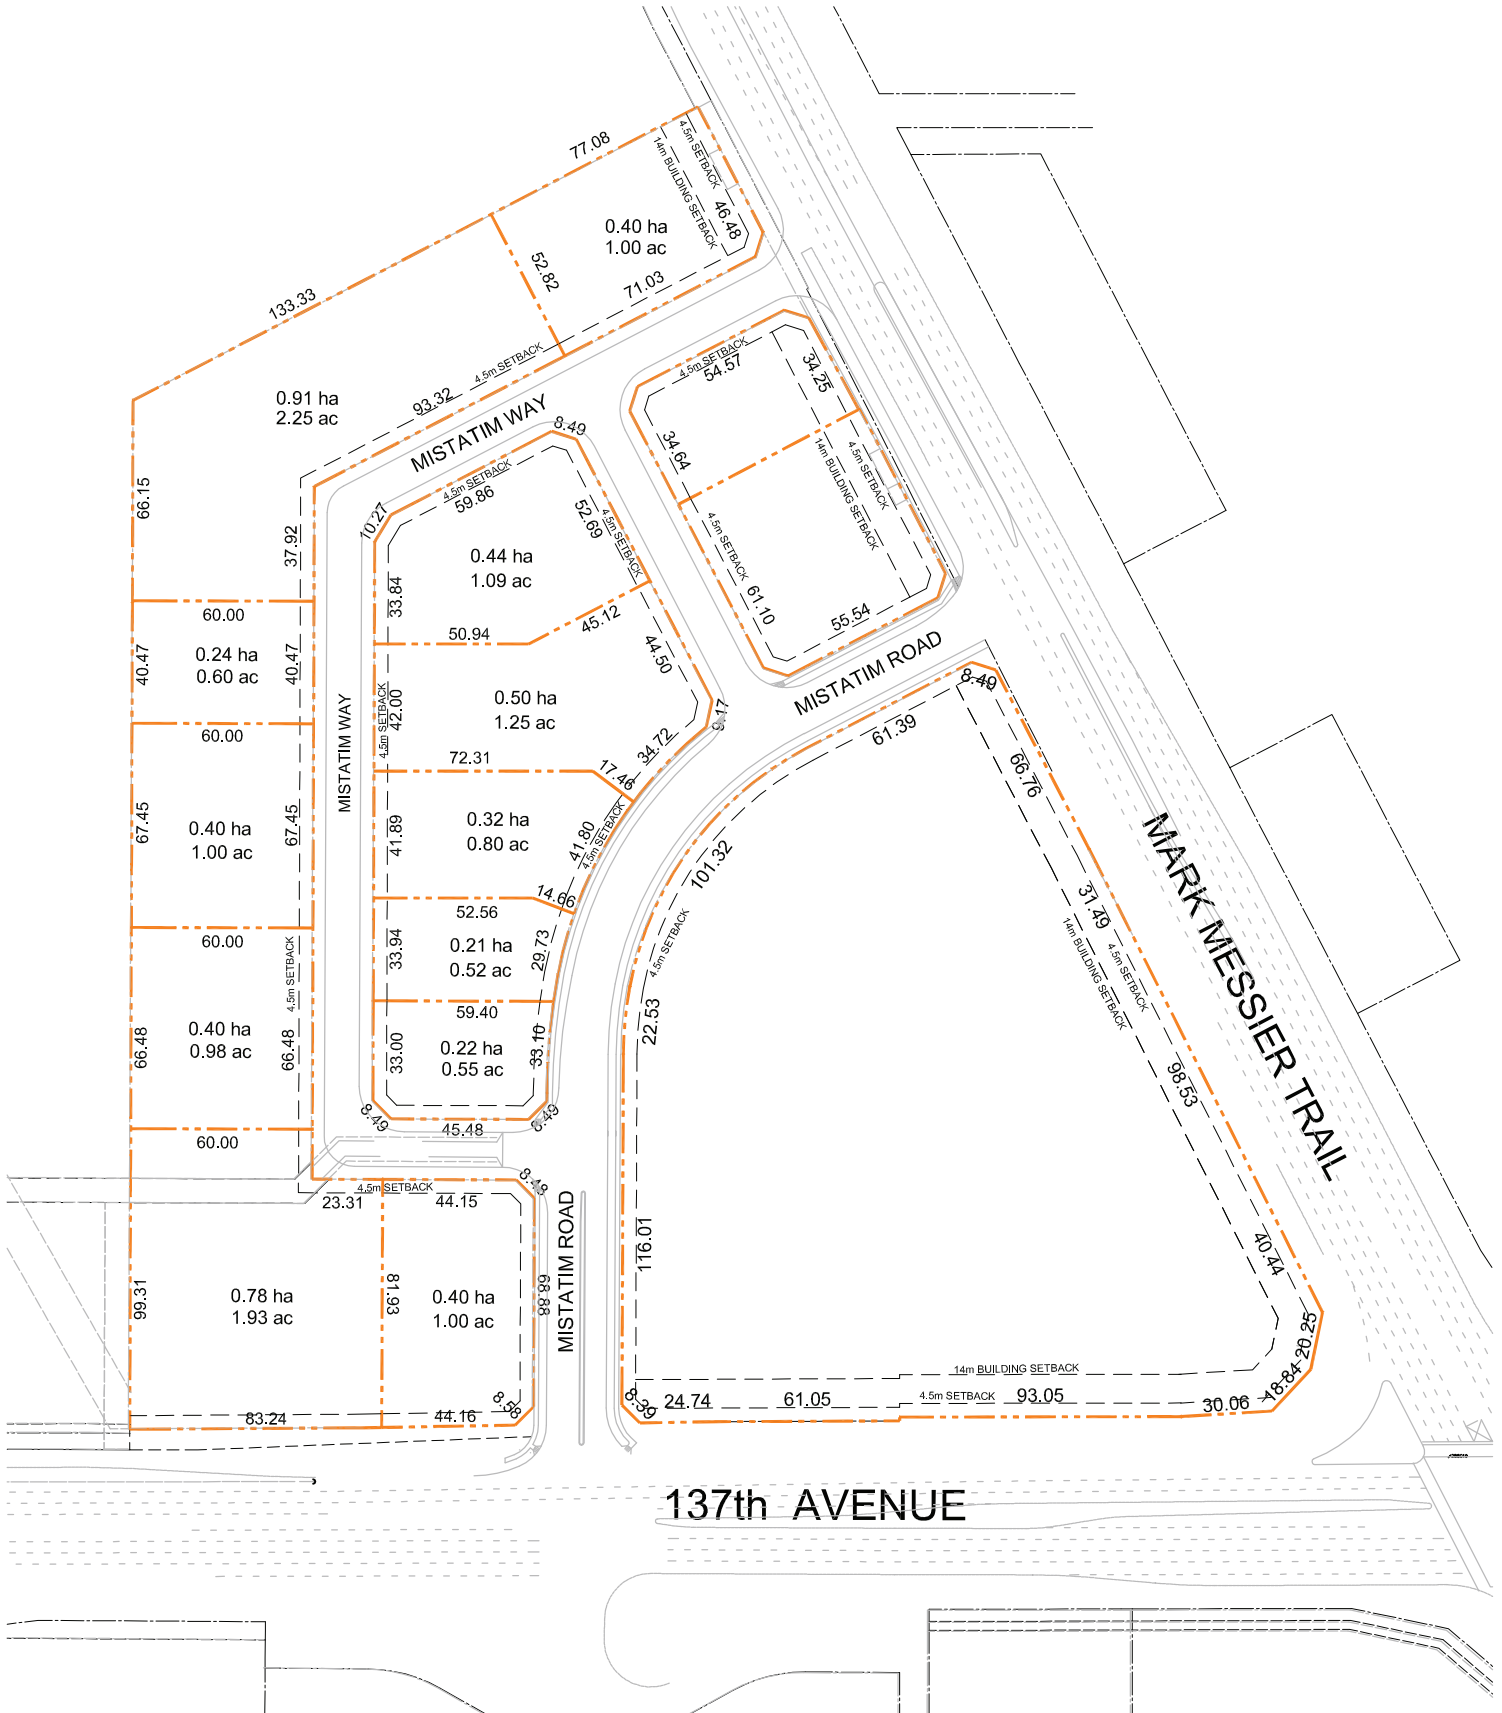 77.08
4.5m SETBACK
14m BUILDING SETBACK
46.48
0.40 ha
1.00 ac
52.82
71.03
133.33
4.5m SETBACK
93.32
0.91 ha
2.25 ac
MISTATIM WAY
8.49
4.5m SETBACK
54.57
34.25
34.64
14m BUILDING SETBACK
4.5m SETBACK
4.5m SETBACK
61.10
55.54
66.15
37.92
10.27
4.5m SETBACK
59.86
52.69
4.5m SETBACK
0.44 ha
1.09 ac
33.84
50.94
45.12
44.50
60.00
0.24 ha
0.60 ac
40.47
40.47
MISTATIM WAY
4.5m SETBACK
42.00
0.50 ha
1.25 ac
9.17
34.72
MISTATIM ROAD
8.49
61.39
66.76
60.00
72.31
17.46
67.45
0.40 ha
1.00 ac
67.45
41.89
0.32 ha
0.80 ac
41.80
4.5m SETBACK
101.32
MARK MESSIER TRAIL
31.49
4.5m SETBACK
14m BUILDING SETBACK
60.00
52.56
14.66
4.5m SETBACK
33.94
0.21 ha
0.52 ac
29.73
4.5m SETBACK
22.53
66.48
0.40 ha
0.98 ac
66.48
59.40
33.00
0.22 ha
0.55 ac
33.10
98.53
8.49
45.48
8.49
60.00
4.5m SETBACK
23.31
44.15
8.48
MISTATIM ROAD
116.01
40.44
99.31
0.78 ha
1.93 ac
81.93
0.40 ha
1.00 ac
68.88
20.25
18.84
14m BUILDING SETBACK
4.5m SETBACK
83.24
44.16
8.58
8.39
24.74
61.05
93.05
30.06
137th AVENUE